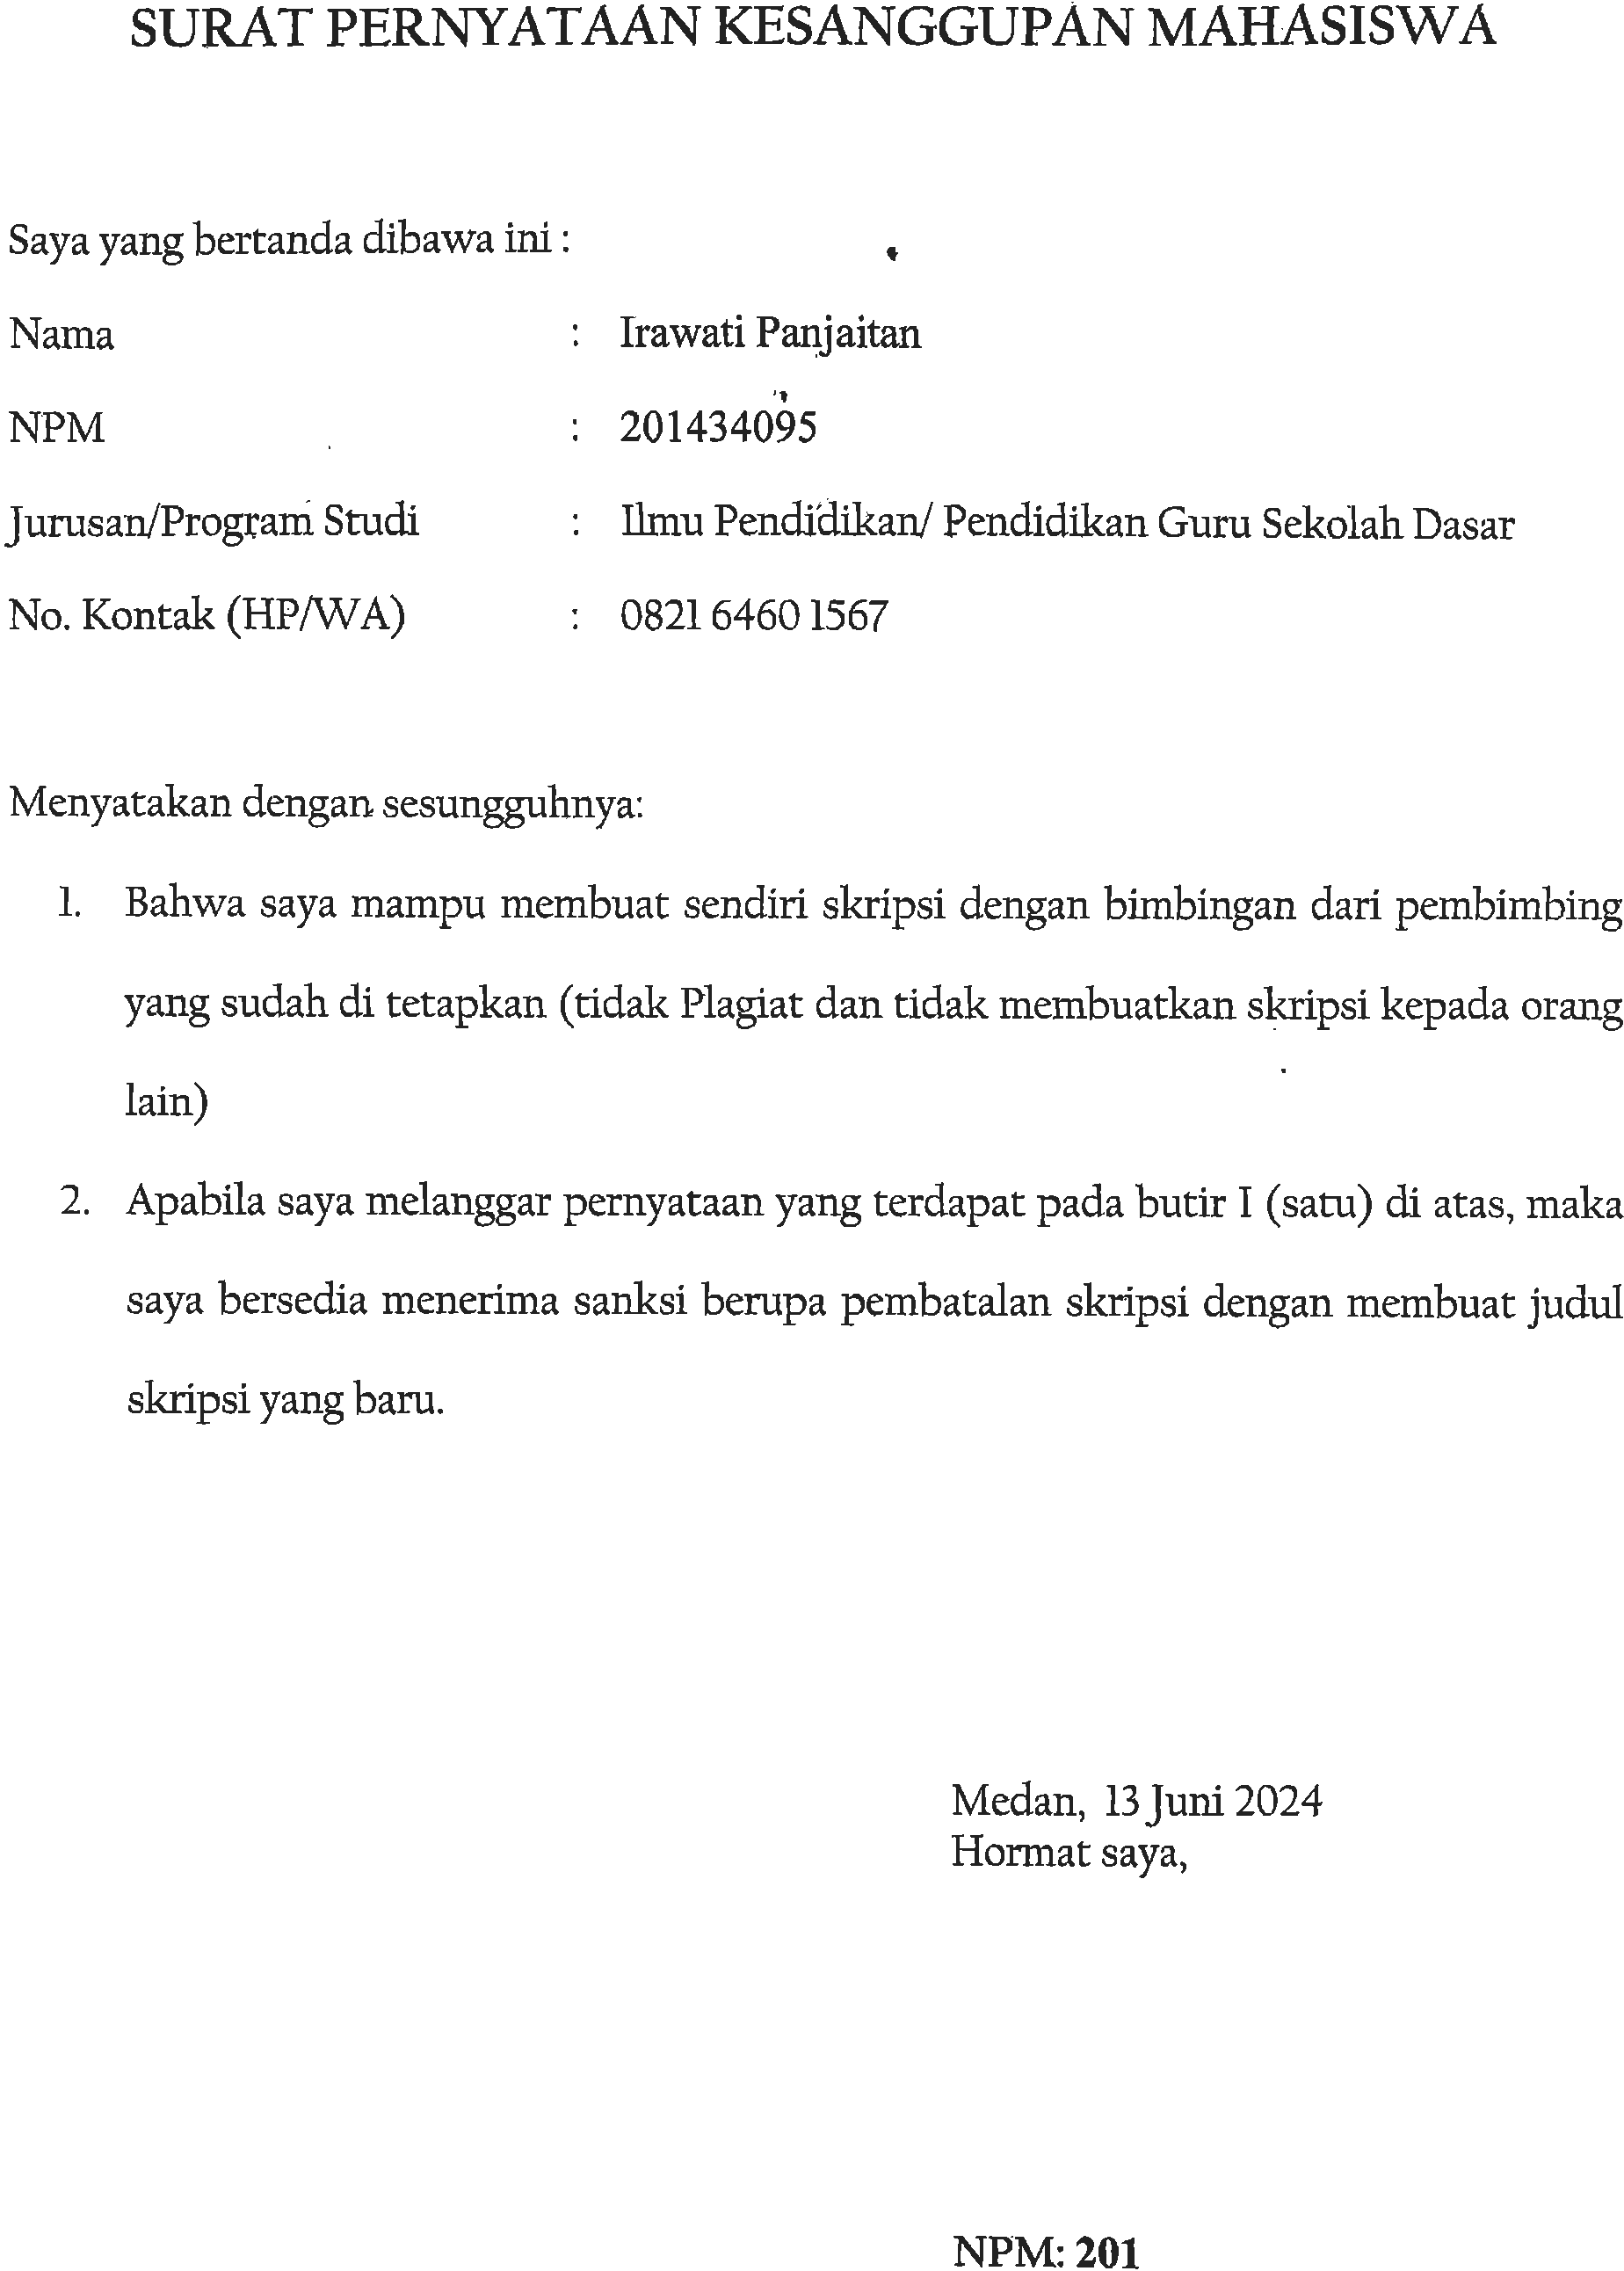 SURAT PERNYATAAN KESANGGUPAN MAHASISWA
Saya yang bertanda dibawa ini :
Nama : Irawati Panjaitan
NPM : 201434095
Jurusan/Program Studi : Ilmu Pendidikan/ Pendidikan Guru Sekolah Dasar
No. Kontak (HP/WA) : 0821 6460 1567
Menyatakan dengan sesungguhnya:
1. Bahwa saya mampu membuat sendiri skripsi dengan bimbingan dari pembimbing
yang sudah di tetapkan (tidak Plagiat dan tidak membuatkan skripsi kepada orang
lain)
2. Apabila saya melanggar pernyataan yang terdapat pada butir I (satu) di atas, maka
saya bersedia menerima sanksi berupa pembatalan skripsi dengan membuat judul
skripsi yang baru.
Medan, 13 Juni 2024
Hormat saya,
NPM: 201